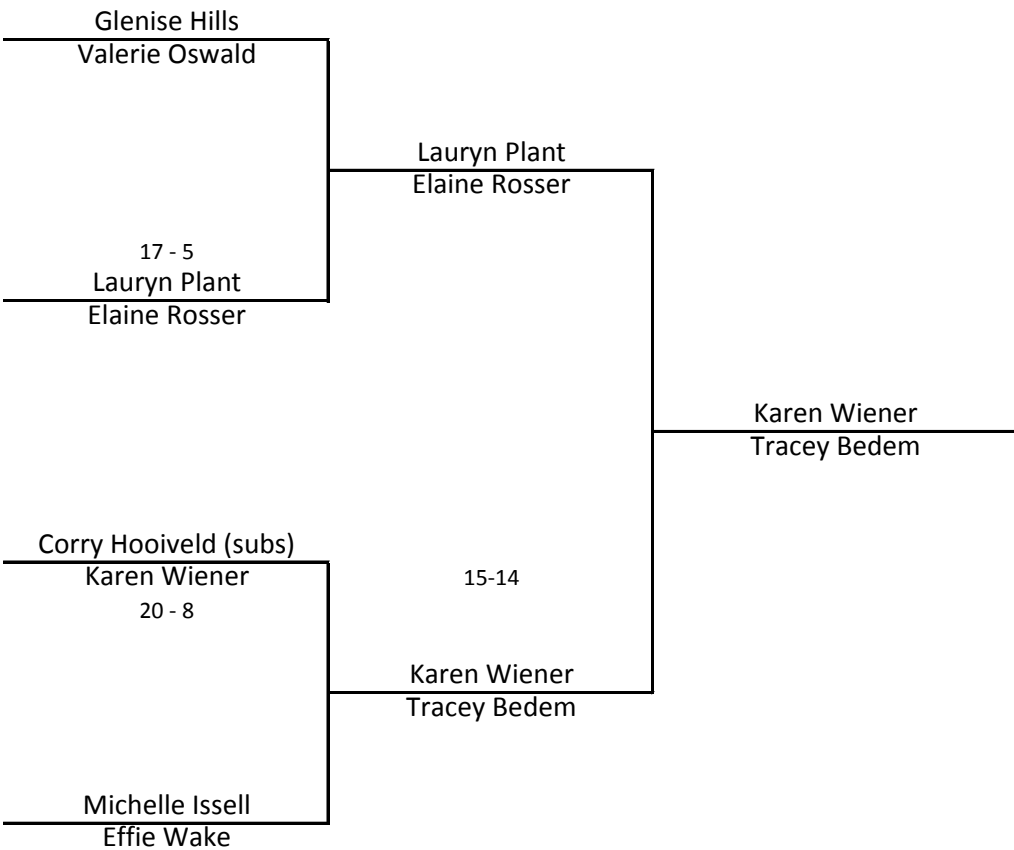 Glenise Hills
Valerie Oswald
Lauryn Plant
Elaine Rosser
17 - 5
Lauryn Plant
Elaine Rosser
Karen Wiener
Tracey Bedem
Corry Hooiveld (subs)
Karen Wiener
15-14
20 - 8
Karen Wiener
Tracey Bedem
Michelle Issell
Effie Wake